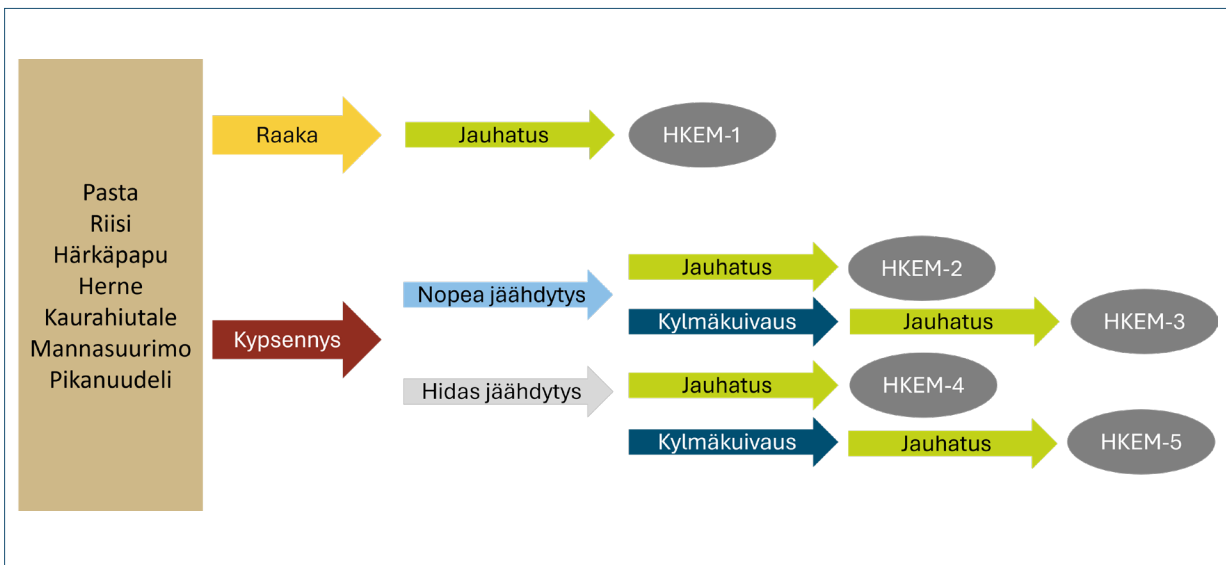 Pasta
Riisi
Härkäpapu
Herne
Kaurahiutale
Mannasuurimo
Pikanuudeli
Raaka
Jauhatus
HKEM-1
Kypsennys
Nopea jäähdytys
Jauhatus
HKEM-2
Kylmäkuivaus
Jauhatus
HKEM-3
Hidas jäähdytys
Jauhatus
HKEM-4
Kylmäkuivaus
Jauhatus
HKEM-5